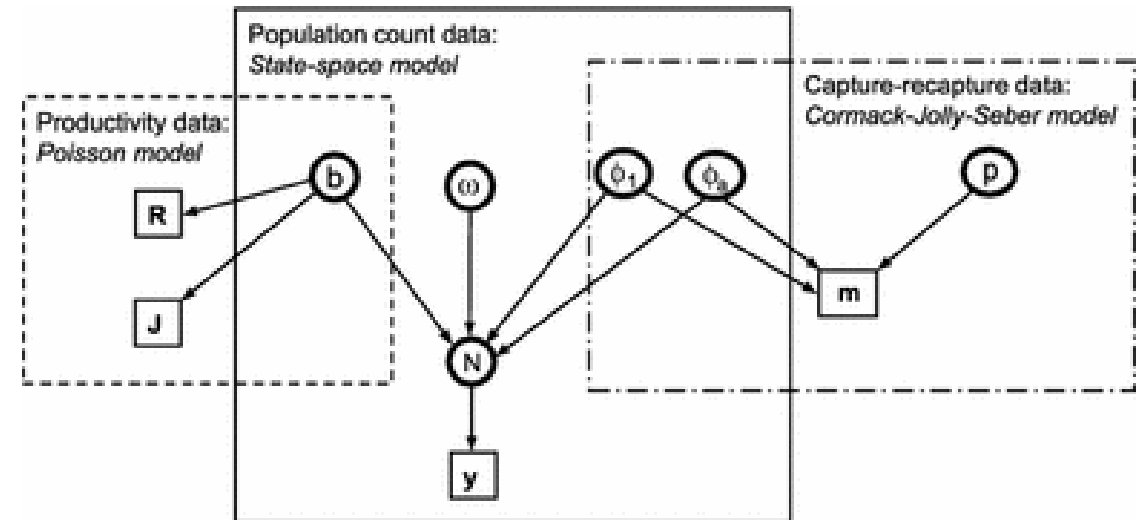 Population count data:
State-space model
Capture-recapture data:
Cormack-Jolly-Seber model
Productivity data:
Poisson model
b
ω
ϕ1
ϕa
p
R
m
J
N
y